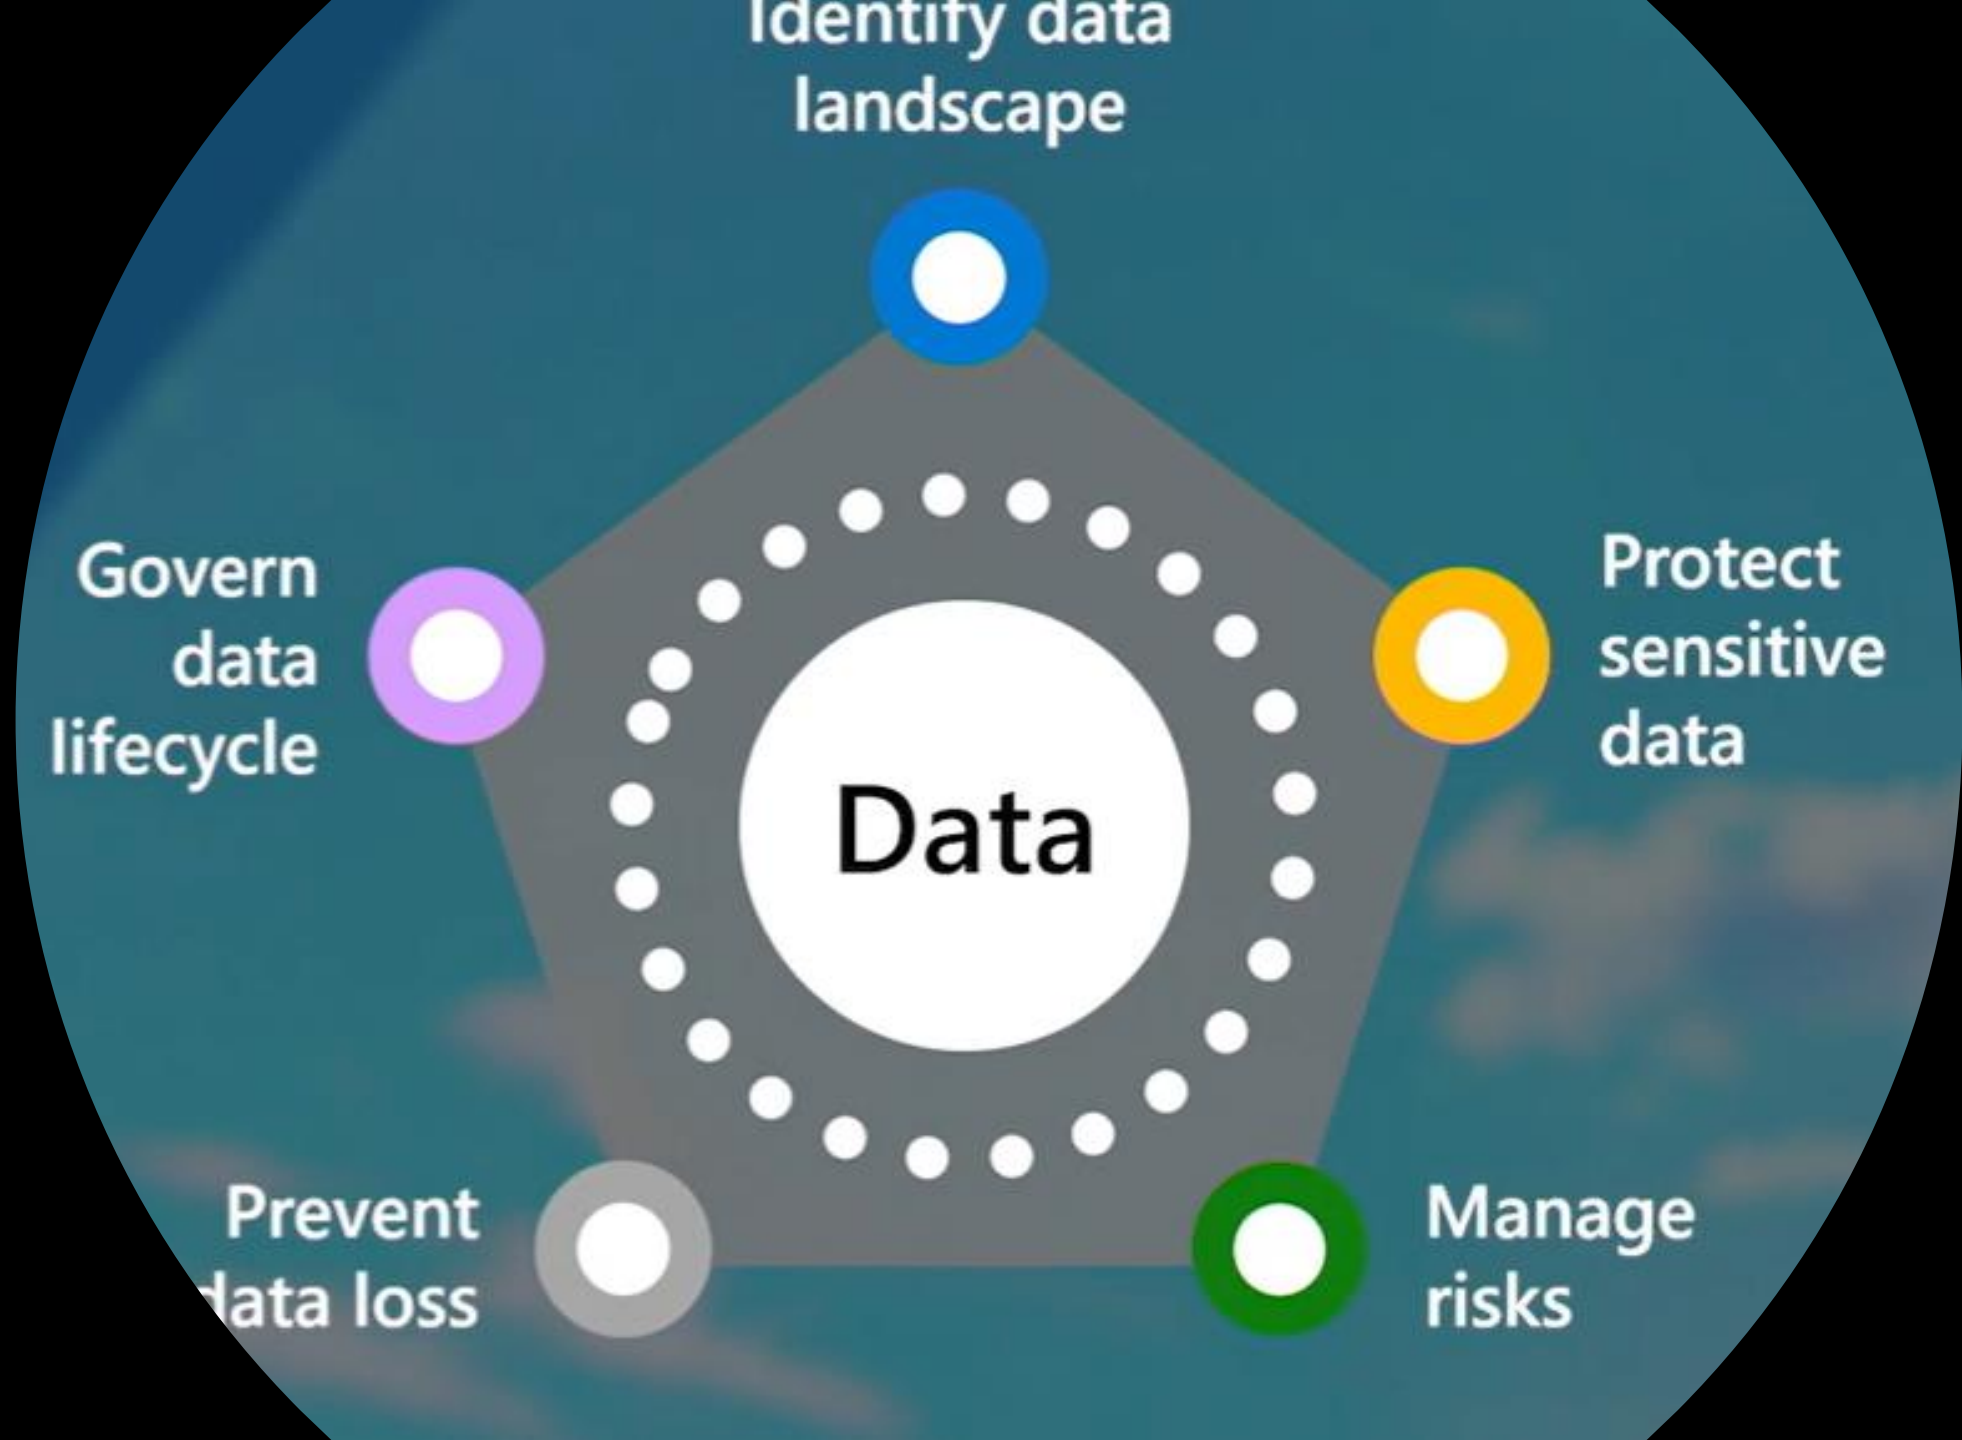 Identify data
landscape
Protect
sensitive
data
Manage
risks
Prevent
data loss
Govern
data
lifecycle
Data